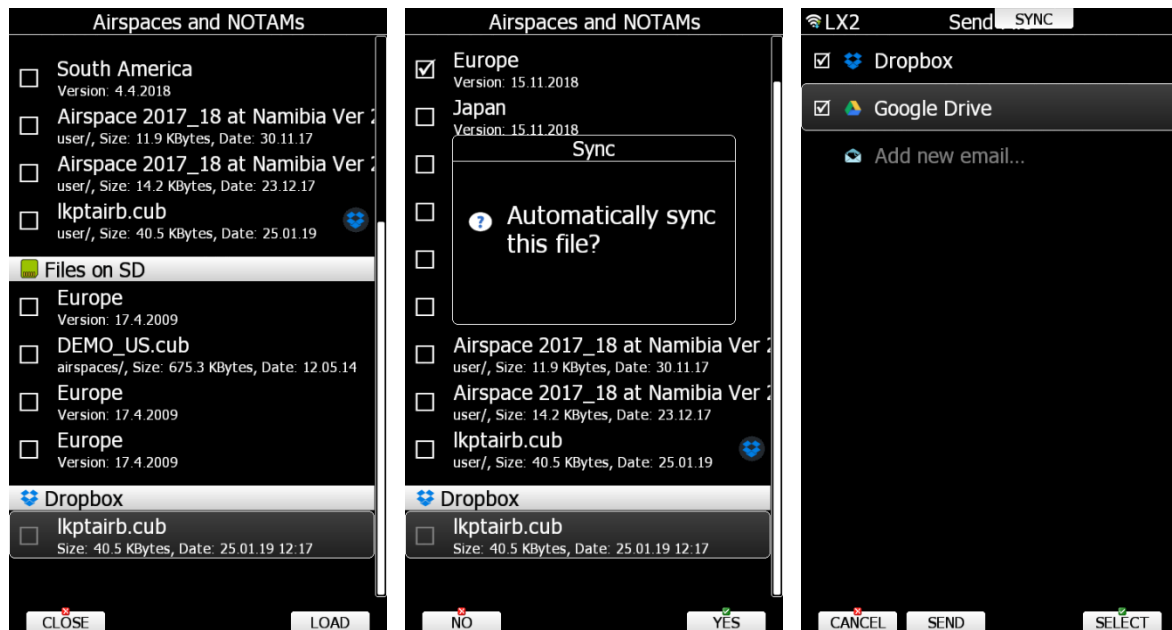 Airspaces and NOTAMs
South America
Version: 4.4.2018
Airspace 2017_18 at Namibia Ver
user/, Size: 11.9 KBytes, Date: 30.11.17
Airspace 2017_18 at Namibia Ver
user/, Size: 14.2 KBytes, Date: 23.12.17
lkptairb.cub
user/, Size: 40.5 KBytes, Date: 25.01.19
Files on SD
Europe
Version: 17.4.2009
DEMO_US.cub
airspaces/, Size: 675.3 KBytes, Date: 12.05.14
Europe
Version: 17.4.2009
Europe
Version: 17.4.2009
Dropbox
lkptairb.cub
Size: 40.5 KBytes, Date: 25.01.19 12:17
CLOSE
LOAD
Airspaces and NOTAMs
Europe
Version: 15.11.2018
Japan
Version: 15.11.2018
Sync
Automatically sync
this file?
Airspace 2017_18 at Namibia Ver
user/, Size: 11.9 KBytes, Date: 30.11.17
Airspace 2017_18 at Namibia Ver
user/, Size: 14.2 KBytes, Date: 23.12.17
lkptairb.cub
user/, Size: 40.5 KBytes, Date: 25.01.19
Dropbox
lkptairb.cub
Size: 40.5 KBytes, Date: 25.01.19 12:17
NO
YES
LX2
Send
SYNC
Dropbox
Google Drive
Add new email...
CANCEL
SEND
SELECT